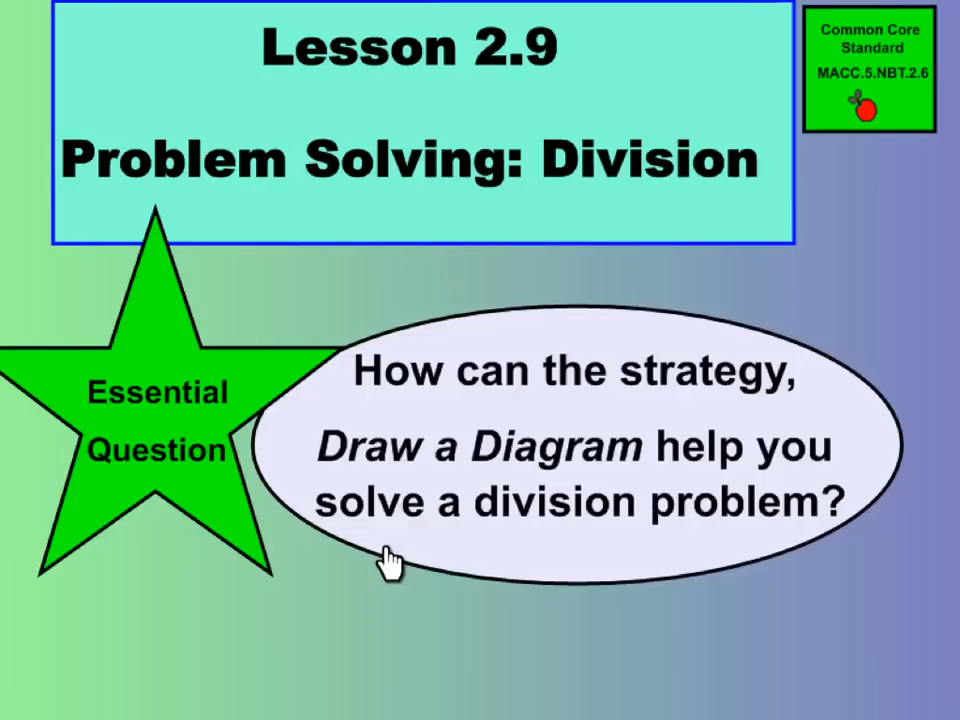 Lesson 2.9
Problem Solving: Division
Common Core
Standard
MACC.5.NBT.2.6
Essential
Question
How can the strategy,
Draw a Diagram help you
solve a division problem?